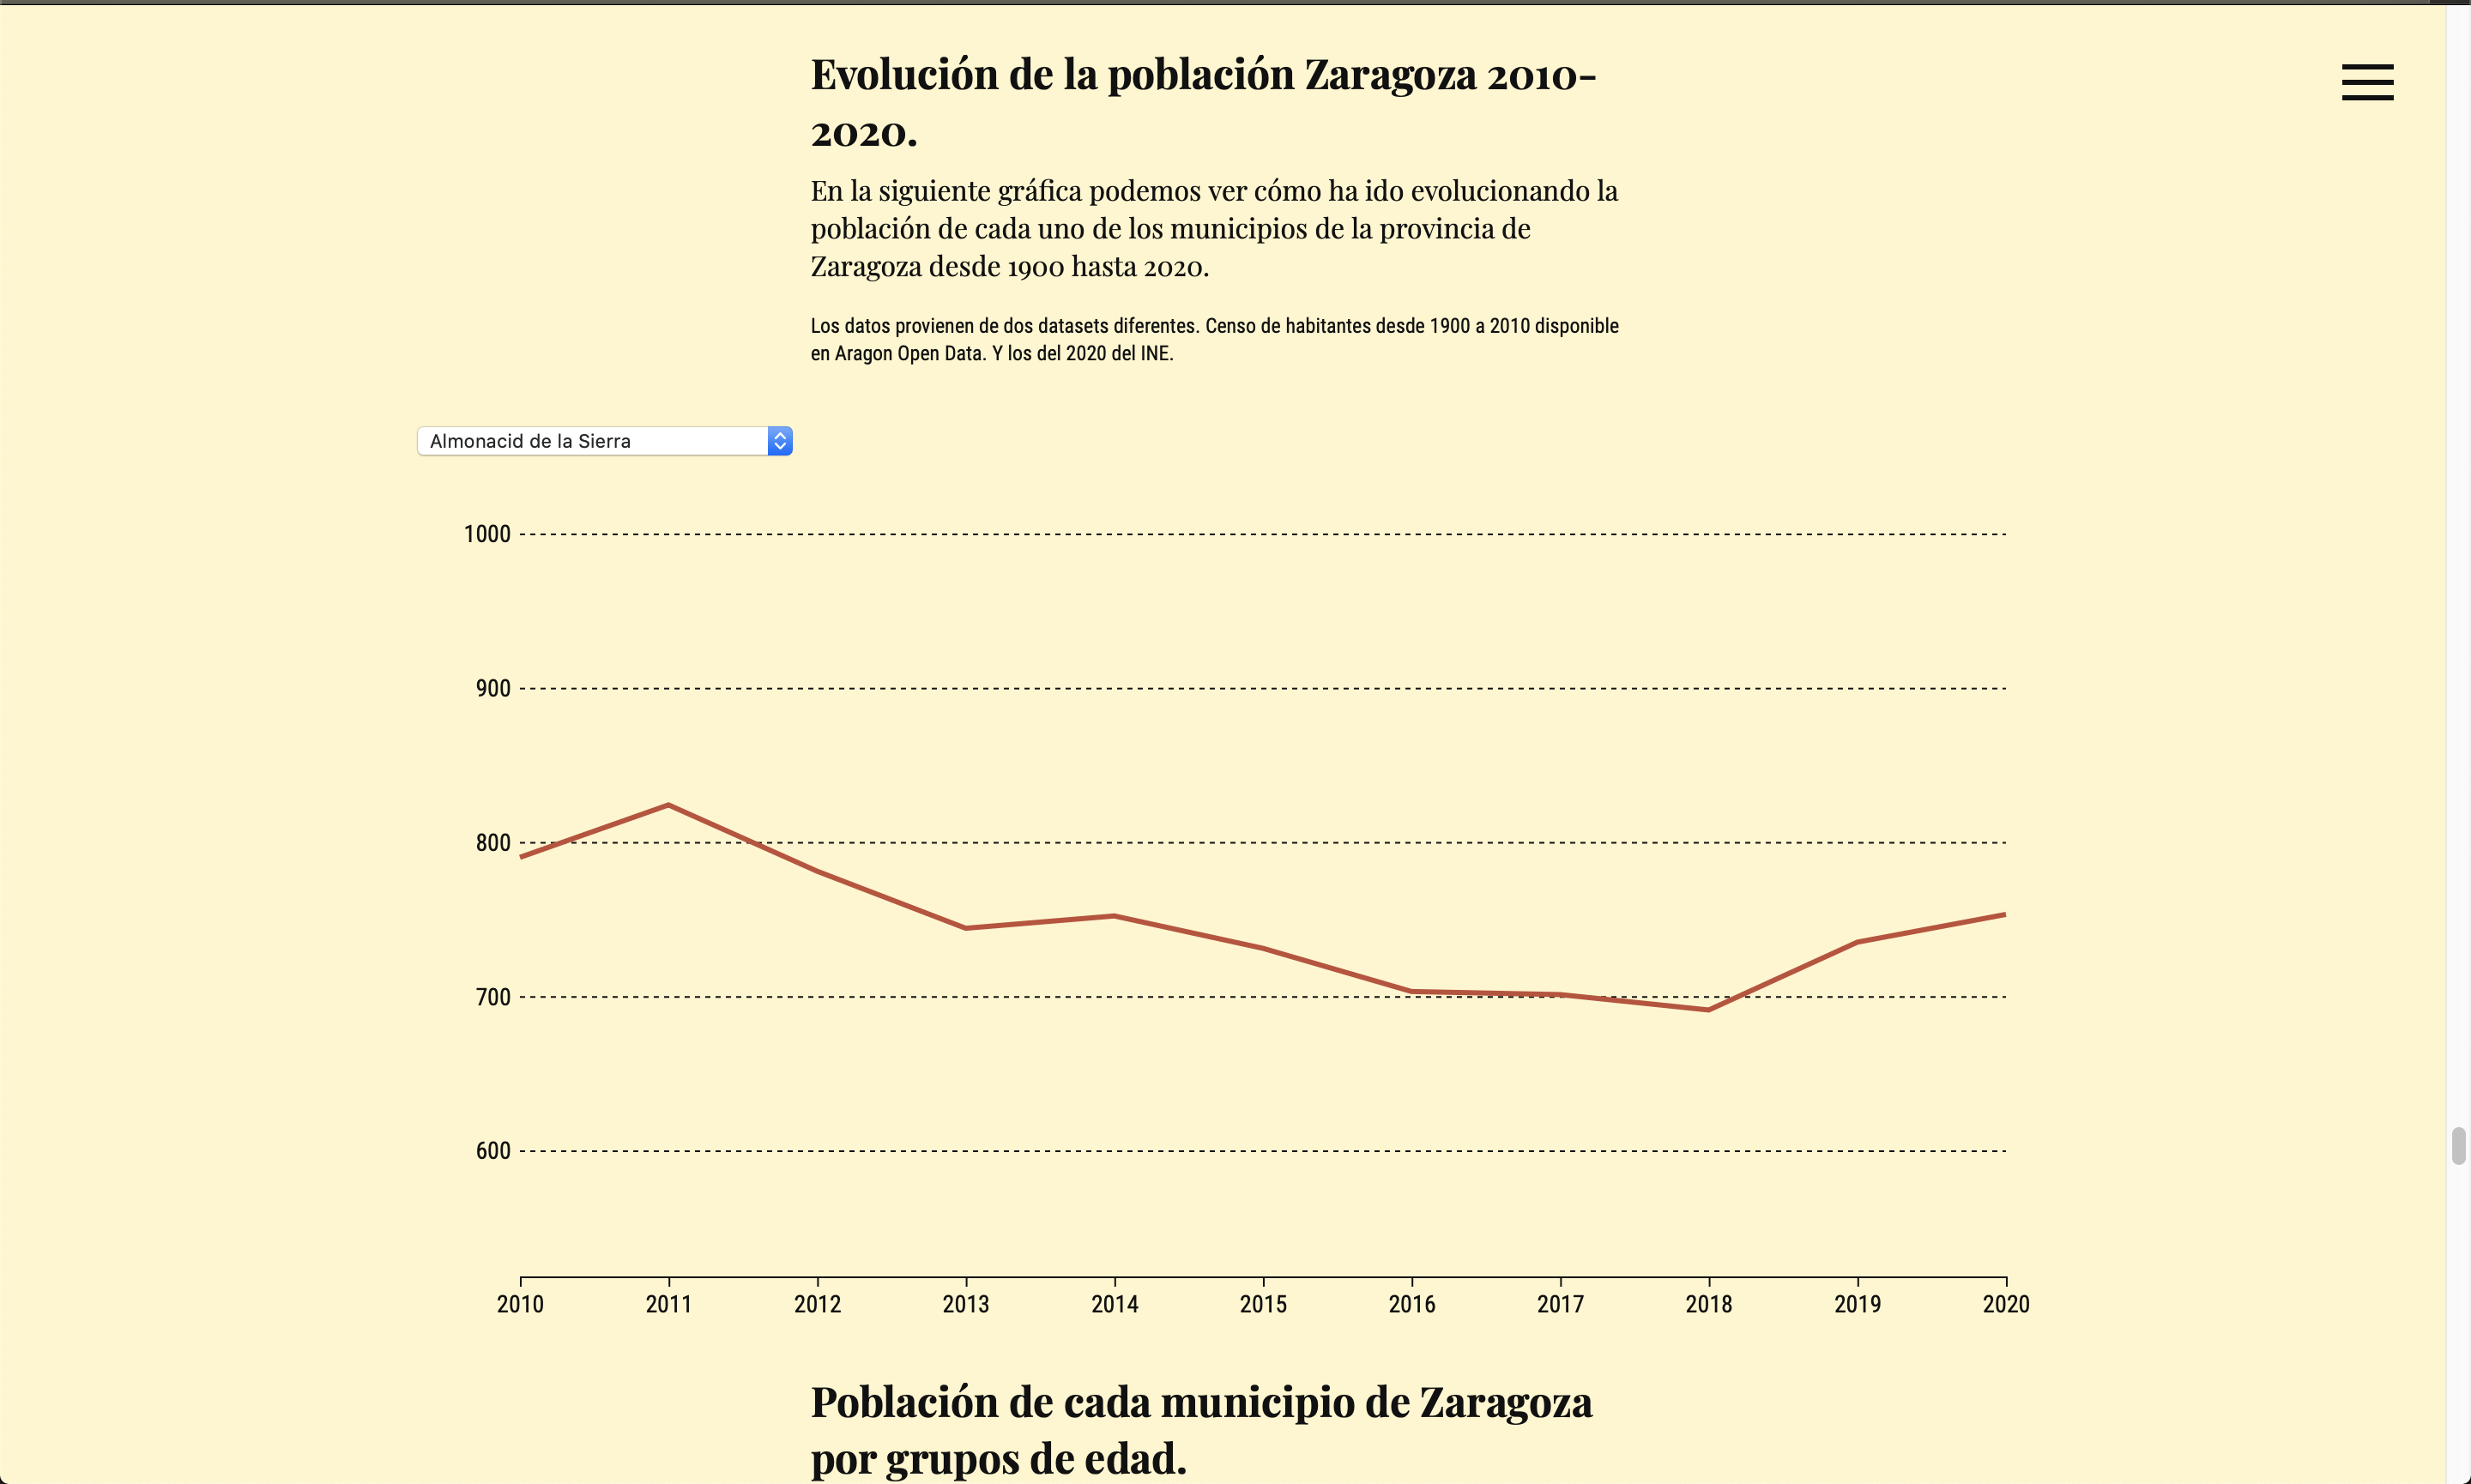 Evolución de la población Zaragoza 2010-
2020.
En la siguiente gráfica podemos ver cómo ha ido evolucionando la
población de cada uno de los municipios de la provincia de
Zaragoza desde 1900 hasta 2020.
Los datos provienen de dos datasets diferentes. Censo de habitantes desde 1900 a 2010 disponible
en Aragon Open Data. Y los del 2020 del INE.
Almonacid de la Sierra
1000
900
800
700
600
2010 2011 2012 2013 2014 2015 2016 2017 2018 2019 2020
Población de cada municipio de Zaragoza
por grupos de edad.